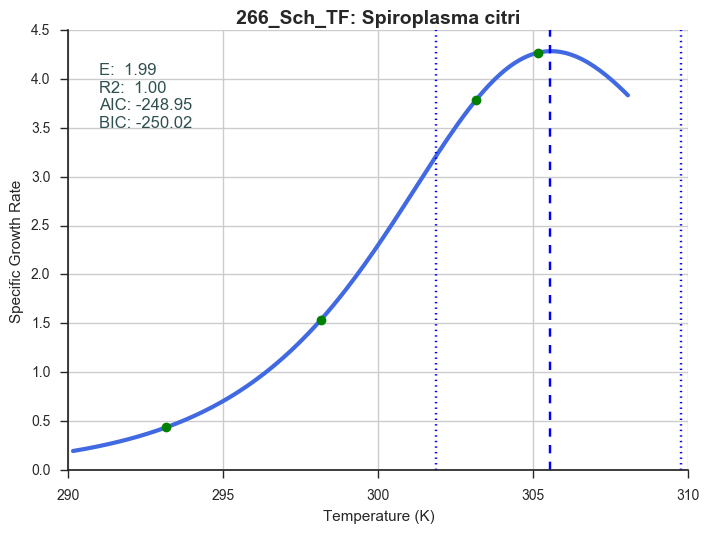 266_Sch_TF: Spiroplasma citri
4.5
4.0
3.5
3.0
2.5
2.0
1.5
1.0
0.5
0.0
Specific Growth Rate
E:  1.99
R2:  1.00
AIC: -248.95
BIC: -250.02
290 295 300 305 310
Temperature (K)